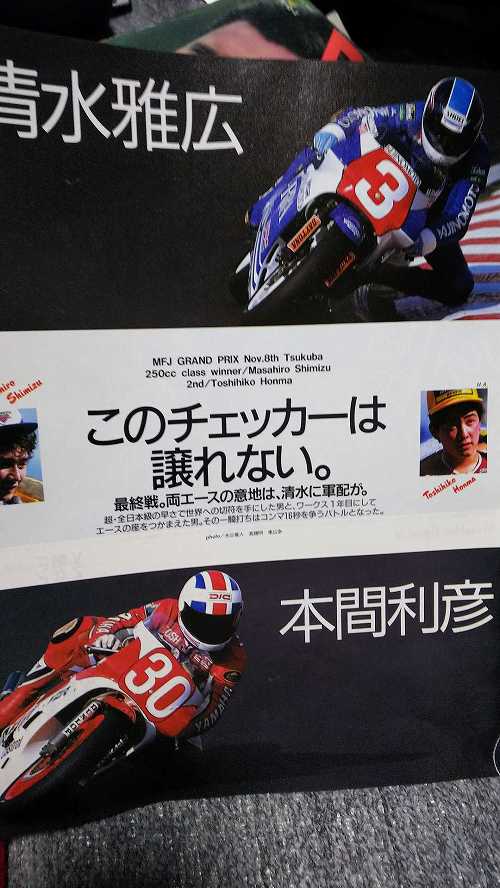 清水雅広
SHOEI
3
AJINOMOTO
DAYTONA
MFJ GRAND PRIX Nov.8th Tsukuba
250cc class winner/Masahiro Shimizu
2nd/Toshihiko Honma
Shimizu
このチェッカーは
譲れない。
最終戦。両エースの意地は、清水に軍配が。
超・全日本級の早さで世界への切符を手にした男と、ワークス1年目にして
エースの座をつかまえた男。その一騎打ちはコンマ16秒を争うバトルとなった。
Toshihiko
Honma
本間利彦
DIC
30
YAMAHA